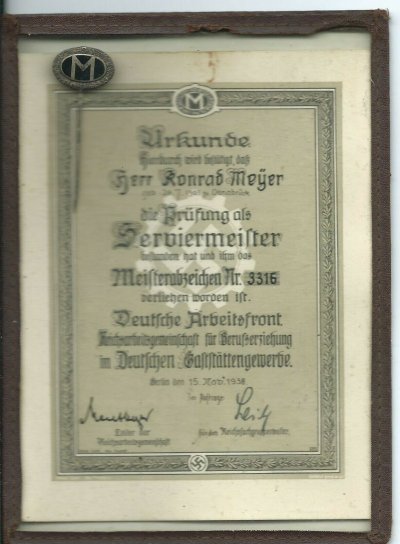 M
M
Urkunde
Hierdurch wird bestätigt, daß
Herr Konrad Meyer
geb. Osnabrück
die Prüfung als
Serviermeister
bestanden hat und ihm das
Meisterabzeichen Nr. 3316
verliehen worden ist.
Deutsche Arbeitsfront
Reichsarbeitsgemeinschaft für Berufserziehung
im Deutschen Gaststättengewerbe.
Berlin den 15. Nov. 1938
Im Auftrage
Leiter der
Reichsarbeitsgemeinschaft